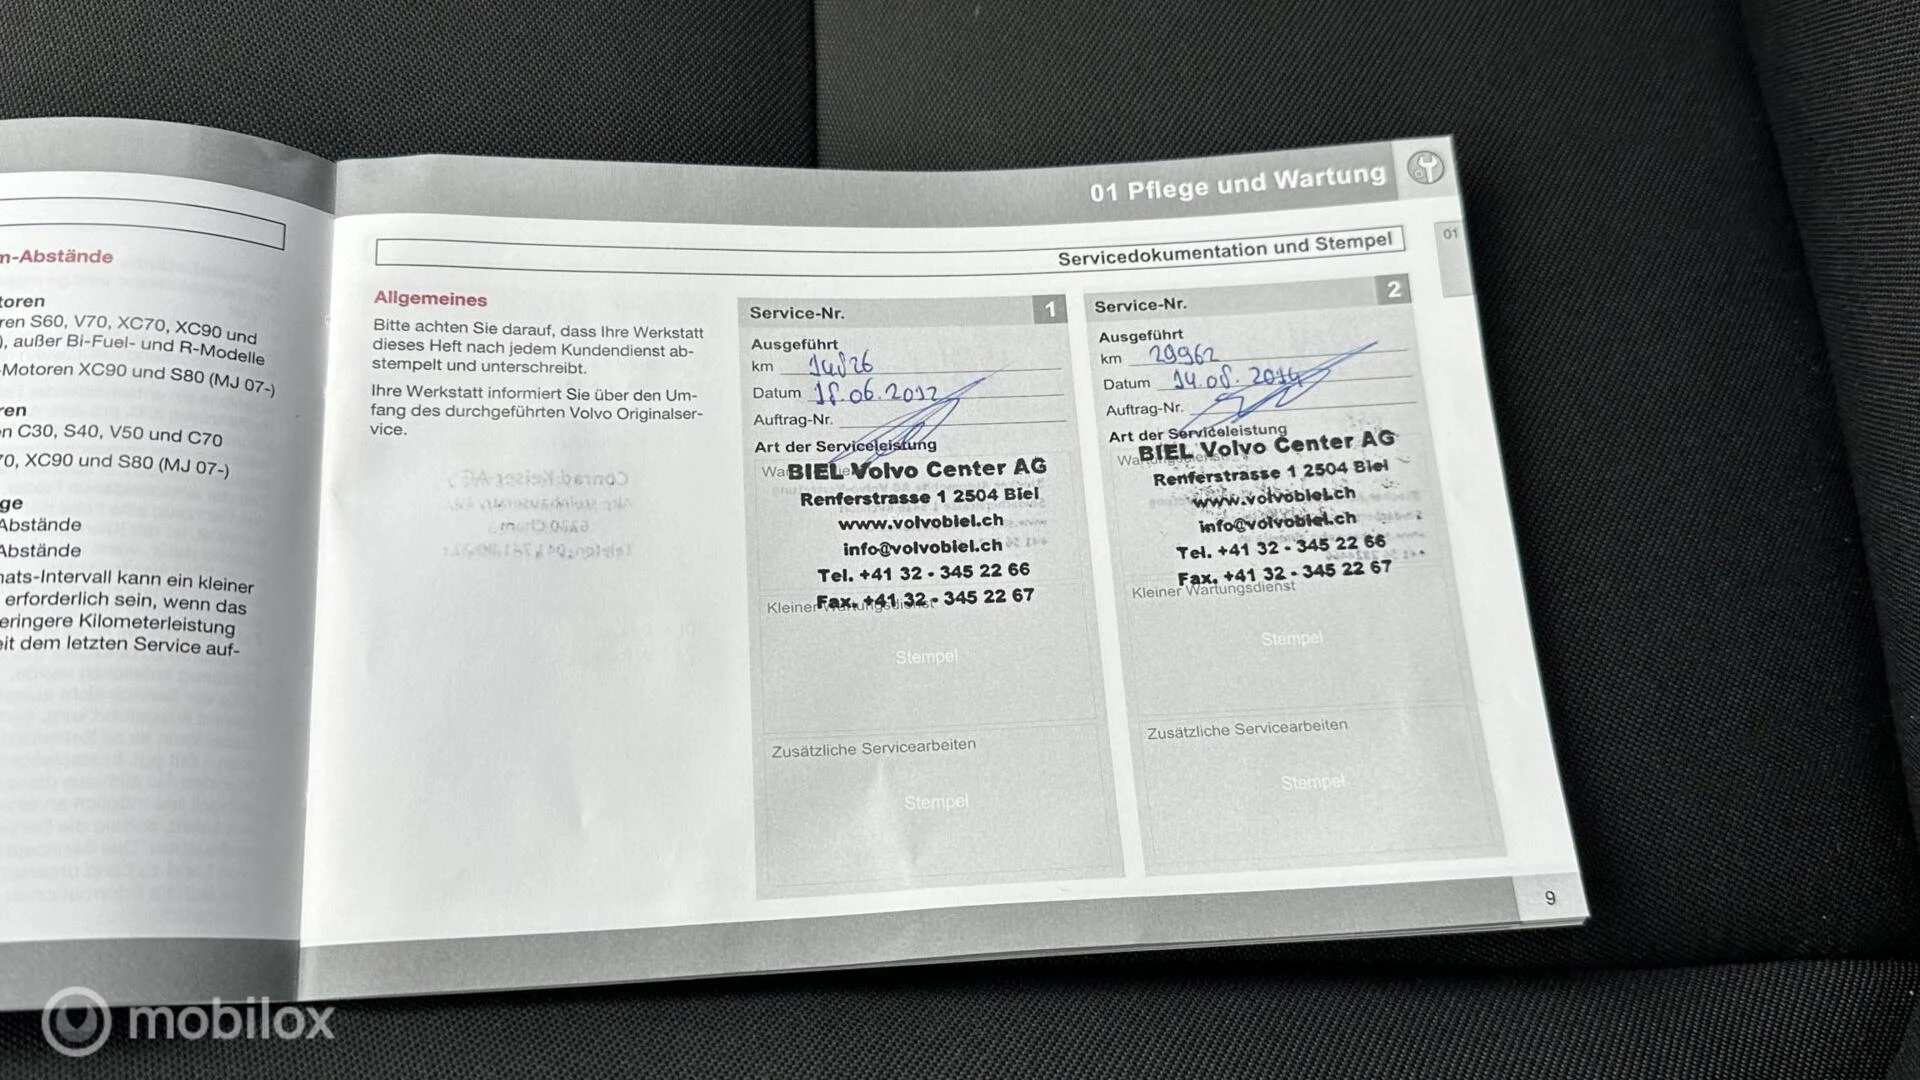 m-Abstände
toren
ren S60, V70, XC70, XC90 und
), außer Bi-Fuel- und R-Modelle
-Motoren XC90 und S80 (MJ 07-)
ren
n C30, S40, V50 und C70
70, XC90 und S80 (MJ 07-)
ge
Abstände
Abstände
nats-Intervall kann ein kleiner
erforderlich sein, wenn das
eringere Kilometerleistung
eit dem letzten Service auf-
01 Pflege und Wartung
01
Servicedokumentation und Stempel
Allgemeines
Bitte achten Sie darauf, dass Ihre Werkstatt
dieses Heft nach jedem Kundendienst ab-
stempelt und unterschreibt.
Ihre Werkstatt informiert Sie über den Um-
fang des durchgeführten Volvo Originalser-
vice.
Service-Nr. 1
Ausgeführt
km 14826
Datum 18.06.2012
Auftrag-Nr.
Art der Serviceleistung
BIEL Volvo Center AG
Renferstrasse 1 2504 Biel
www.volvobiel.ch
info@volvobiel.ch
Tel. +41 32 - 345 22 66
Fax. +41 32 - 345 22 67
Kleiner Wartungsdienst
Stempel
Zusätzliche Servicearbeiten
Stempel
Service-Nr. 2
Ausgeführt
km 29962
Datum 14.08.2014
Auftrag-Nr.
Art der Serviceleistung
Wartungsdienst
BIEL Volvo Center AG
Renferstrasse 1 2504 Biel
www.volvobiel.ch
info@volvobiel.ch
Tel. +41 32 - 345 22 66
Fax. +41 32 - 345 22 67
Kleiner Wartungsdienst
Stempel
Zusätzliche Servicearbeiten
Stempel
9
mobilox